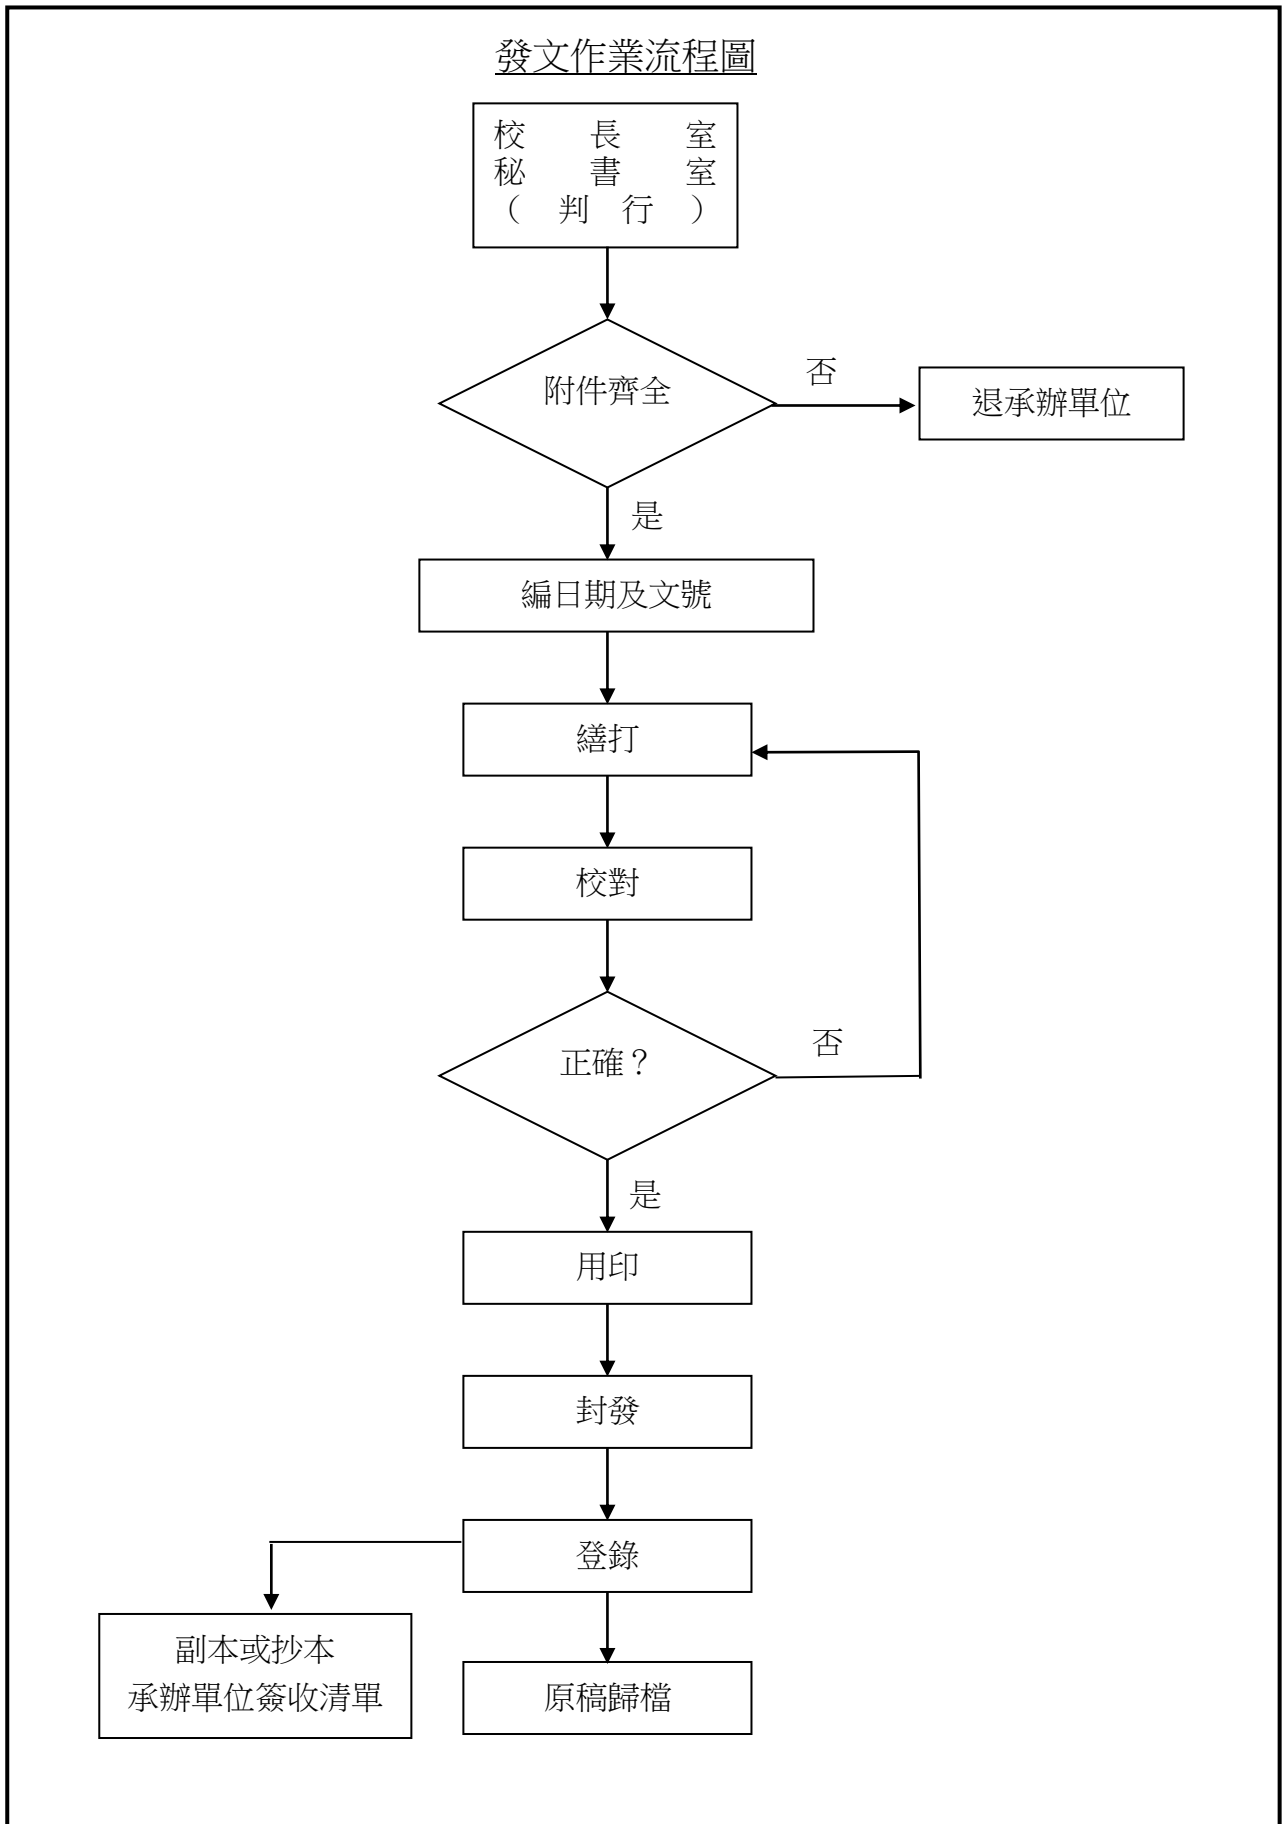 發文作業流程圖
校長室
秘書室
（判行）
附件齊全
否
退承辦單位
是
編日期及文號
繕打
校對
正確？
否
是
用印
封發
登錄
副本或抄本
承辦單位簽收清單
原稿歸檔